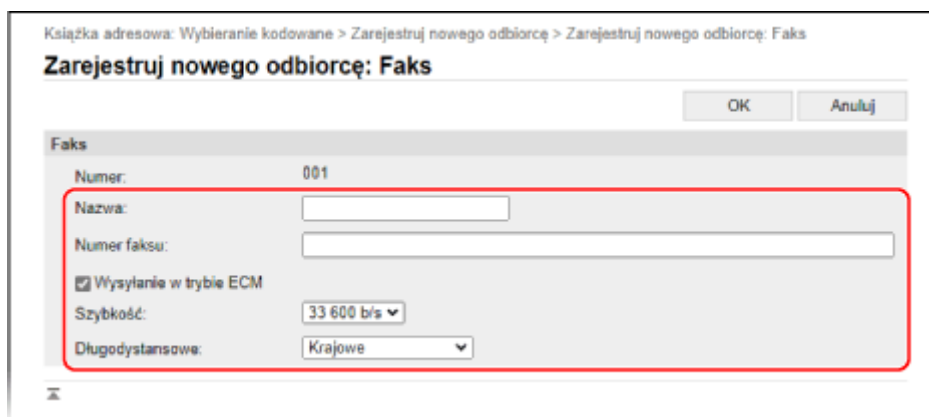 Książka adresowa: Wybieranie kodowane > Zarejestruj nowego odbiorcę > Zarejestruj nowego odbiorcę: Faks
Zarejestruj nowego odbiorcę: Faks
OK Anuluj
Faks
Numer: 001
Nazwa:
Numer faksu:
Wysyłanie w trybie ECM
Szybkość: 33 600 b/s
Długodystansowe: Krajowe